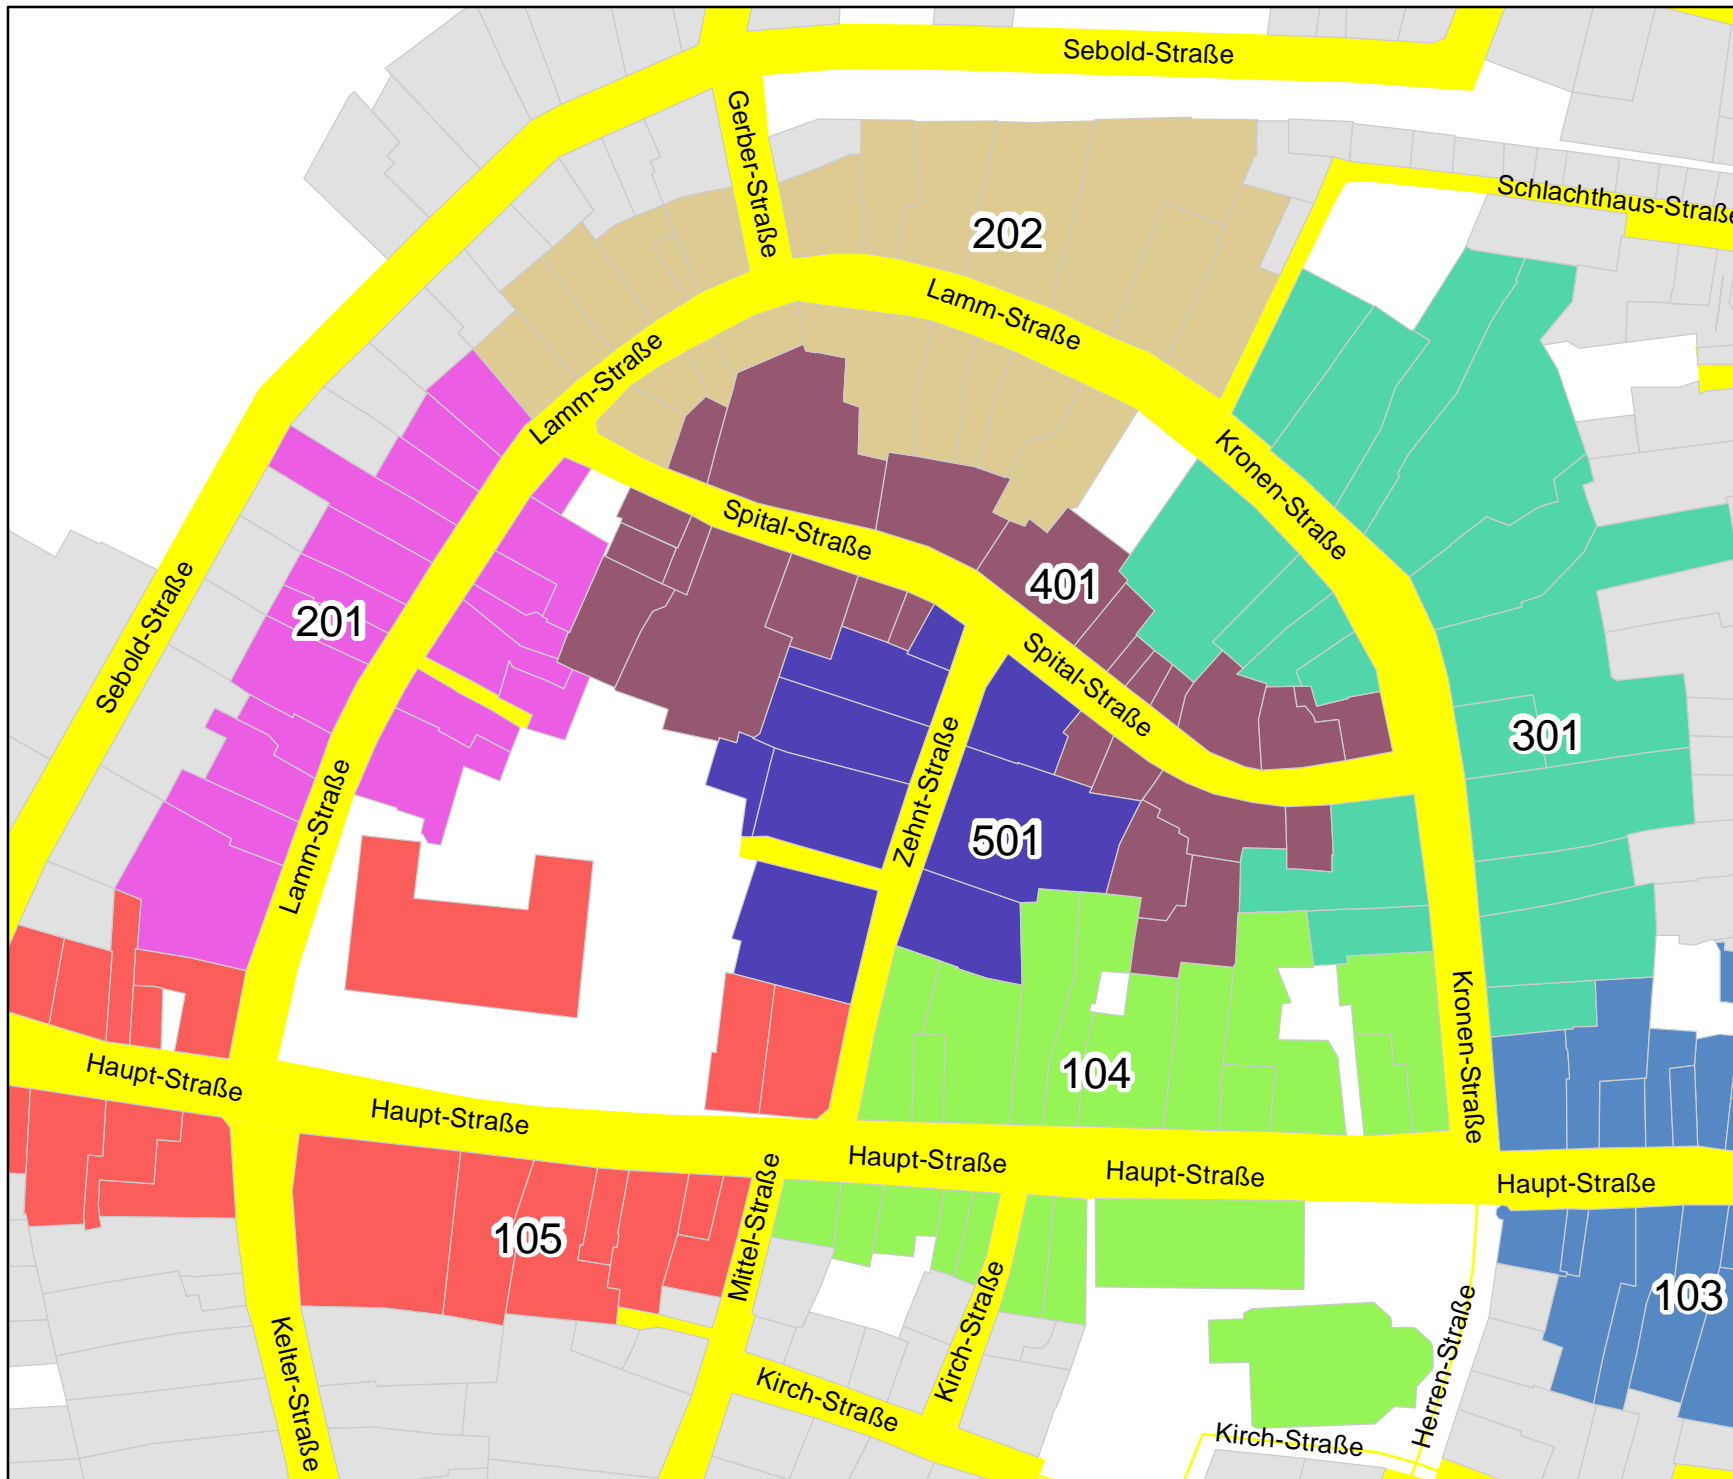 Sebold-Straße
Gerber-Straße
Schlachthaus-Straße
202
Lamm-Straße
Lamm-Straße
Kronen-Straße
Spital-Straße
401
Sebold-Straße
201
Spital-Straße
301
Zehnt-Straße
501
Lamm-Straße
Kronen-Straße
104
Haupt-Straße
Haupt-Straße
Haupt-Straße
Haupt-Straße
Haupt-Straße
Mittel-Straße
105
103
Kirch-Straße
Herren-Straße
Kelter-Straße
Kirch-Straße
Kirch-Straße